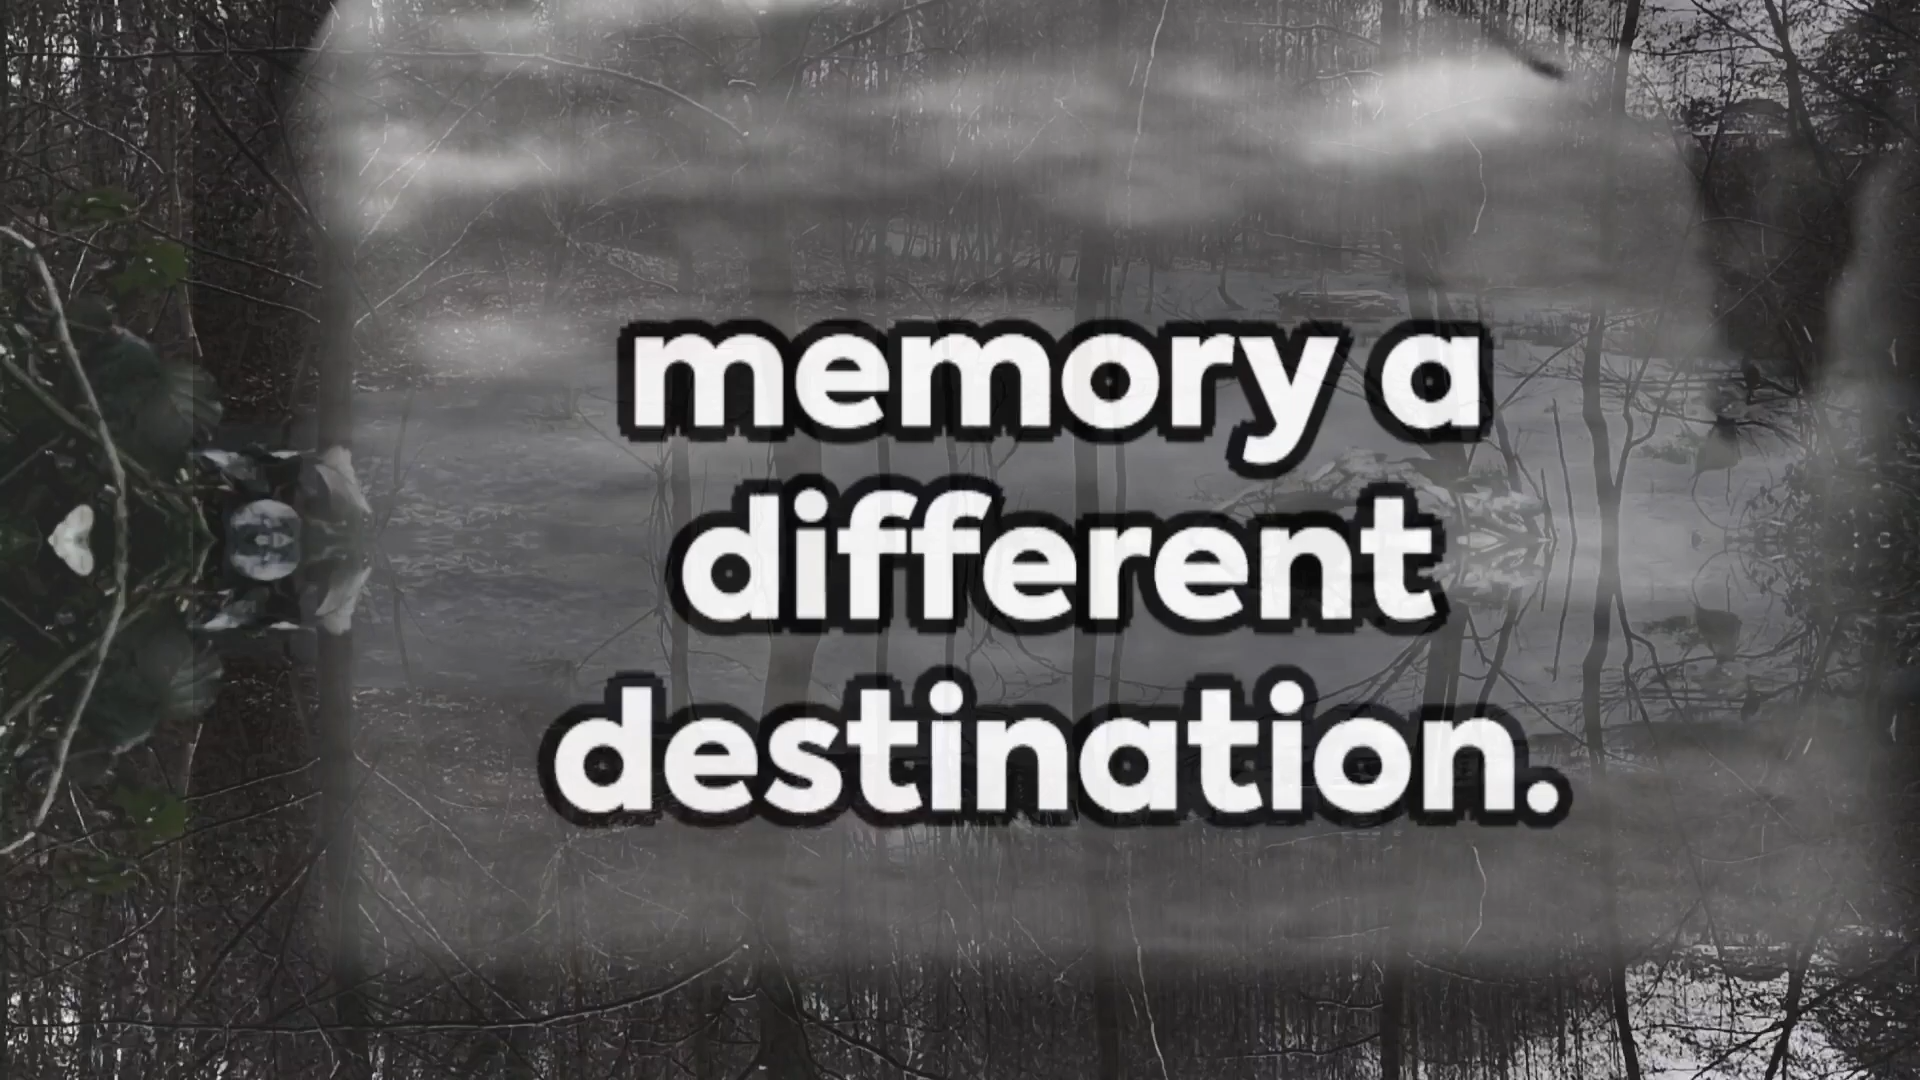 memory a
different
destination.